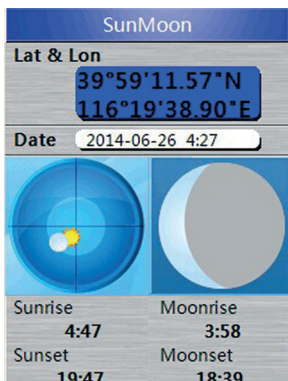 SunMoon
Lat & Lon
39°59'11.57"N
116°19'38.90"E
Date 2014-06-26 4:27
Sunrise Moonrise
4:47 3:58
Sunset Moonset
19:47 18:39